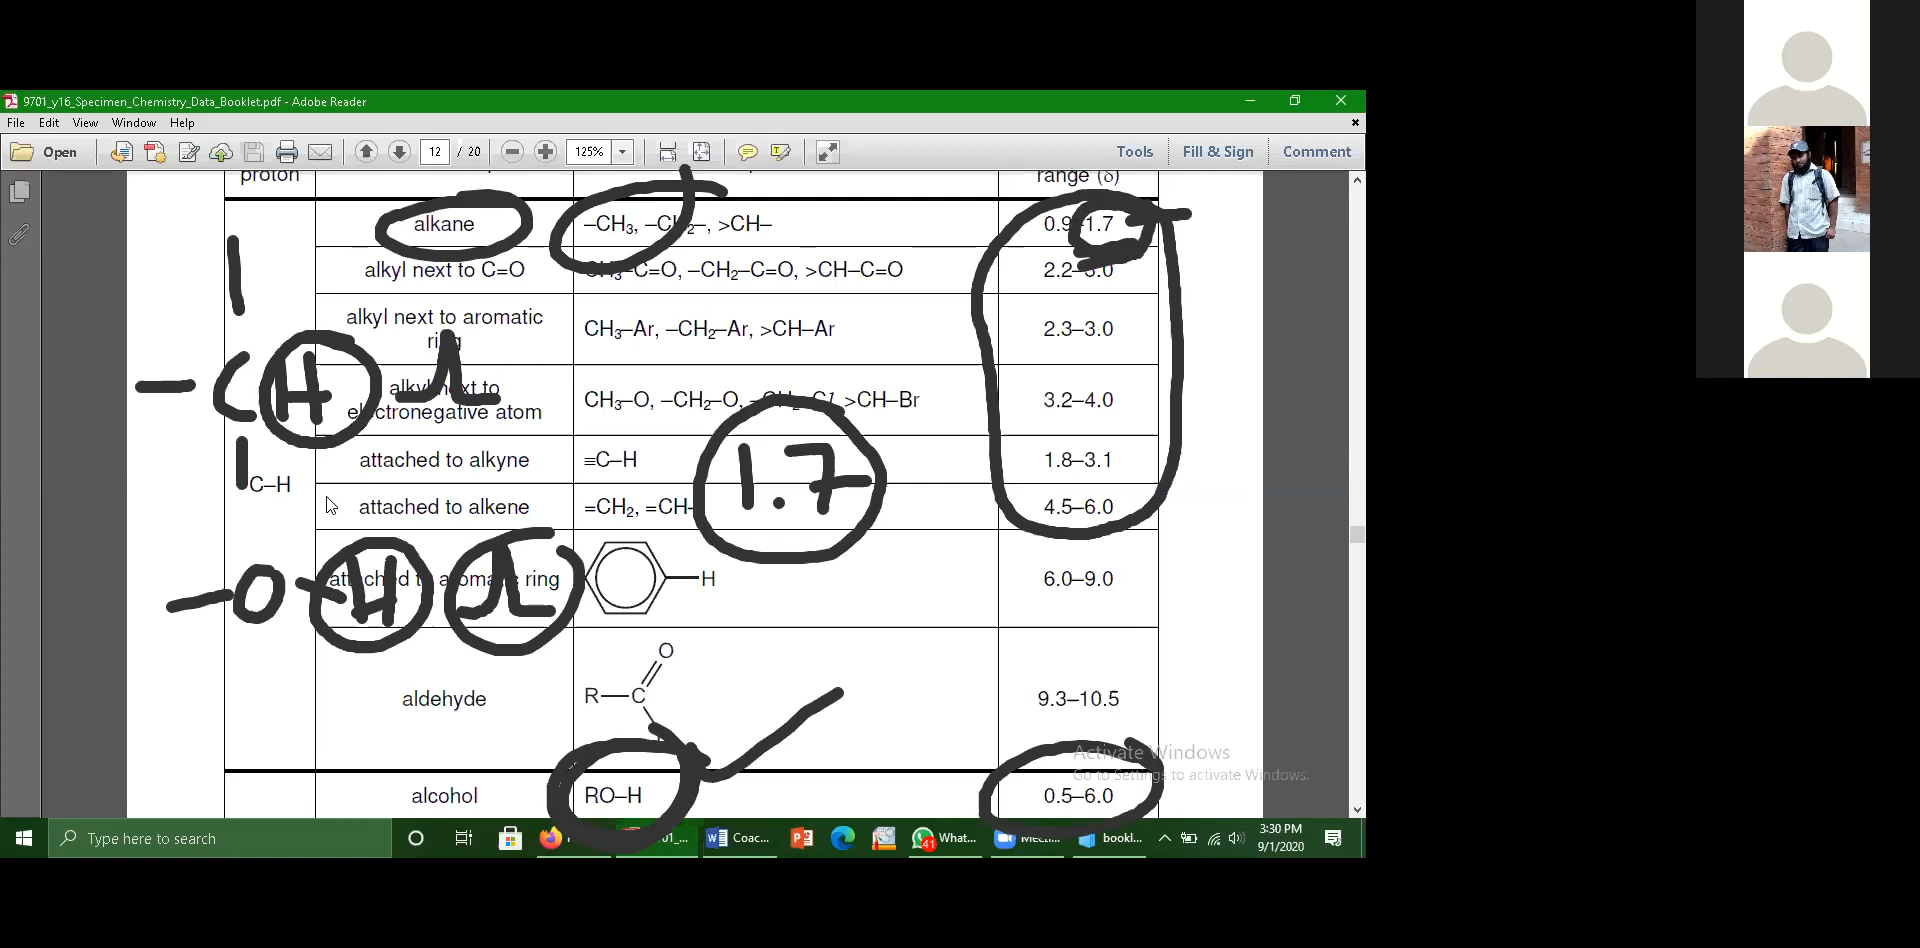 9701_y16_Specimen_Chemistry_Data_Booklet.pdf - Adobe Reader
File Edit View Window Help
Open 12 / 20 125% Tools Fill & Sign Comment
proton range (δ)
alkane –CH3, –CH2–, >CH– 0.9–1.7
alkyl next to C=O CH3–C=O, –CH2–C=O, >CH–C=O 2.2–3.0
alkyl next to aromatic
ring CH3–Ar, –CH2–Ar, >CH–Ar 2.3–3.0
– C H
alkyl next to
electronegative atom CH3–O, –CH2–O, –CH2–Cl, >CH–Br 3.2–4.0
attached to alkyne ≡C–H 1.8–3.1
1.7
C–H
attached to alkene =CH2, =CH– 4.5–6.0
–O–H
attached to aromatic ring H 6.0–9.0
O
aldehyde R C 9.3–10.5
Activate Windows
Go to Settings to activate Windows.
alcohol RO–H 0.5–6.0
Type here to search 01_... Coac... What... 41 Meeti... bookl... 3:30 PM
9/1/2020